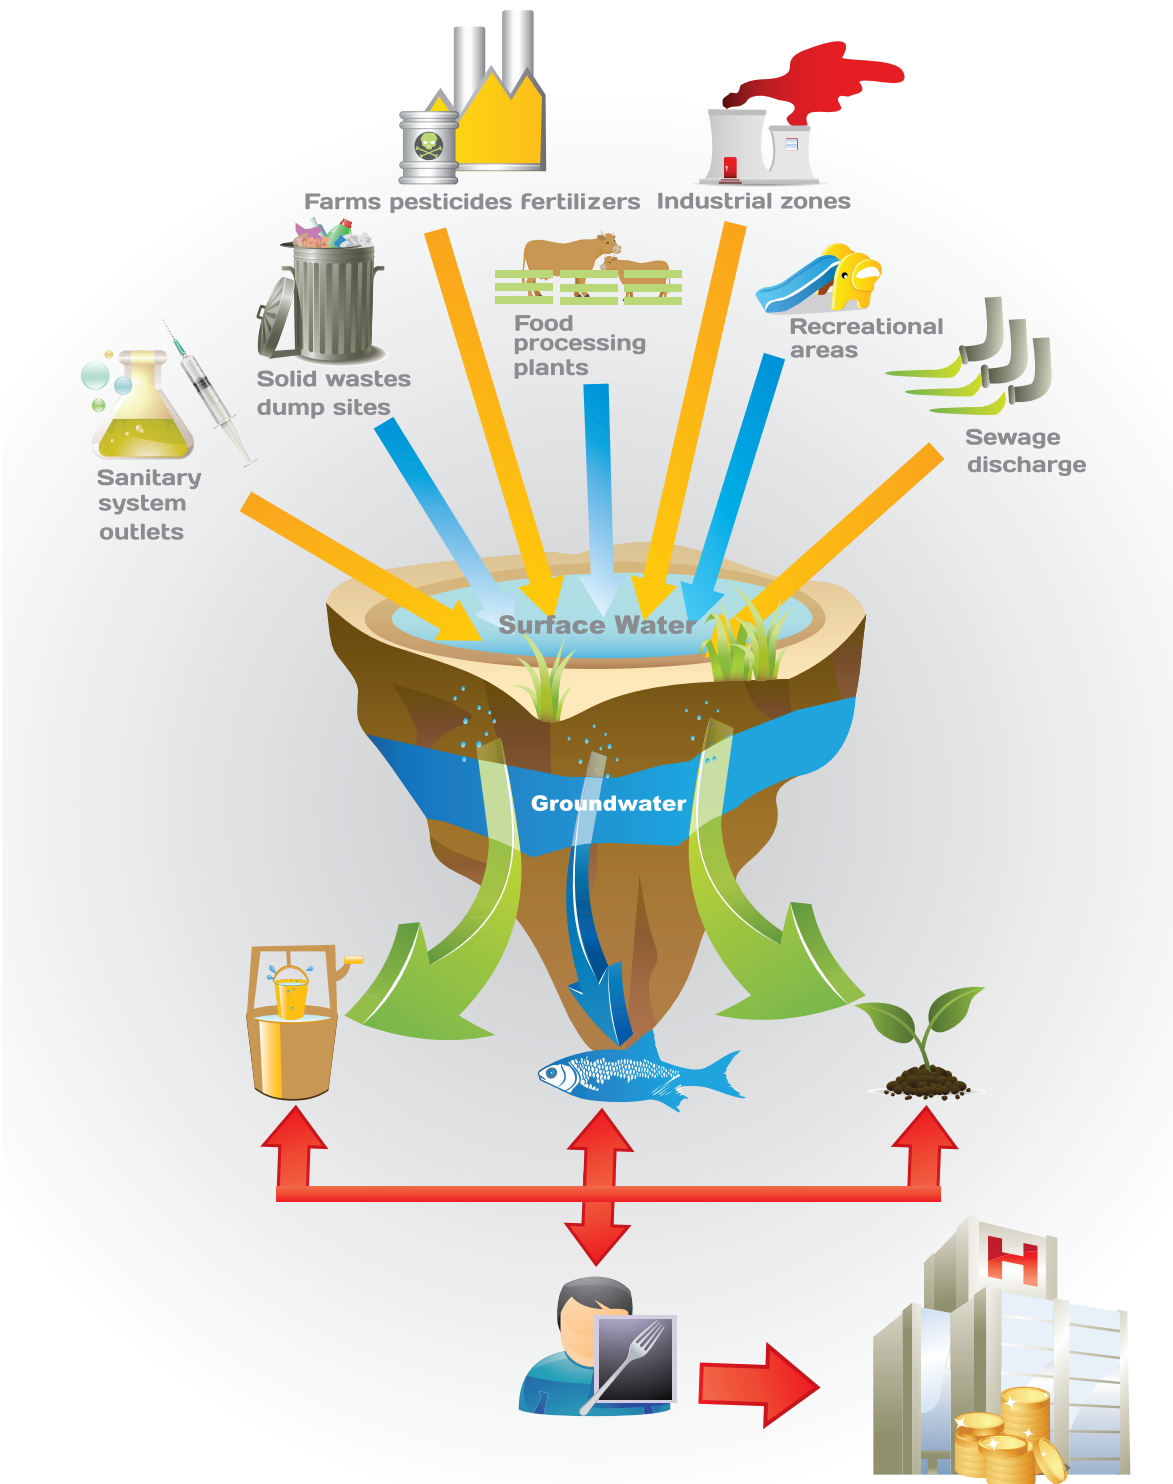 Farms pesticides fertilizers
Industrial zones
Food
processing
plants
Recreational
areas
Solid wastes
dump sites
Sewage
discharge
Sanitary
system
outlets
Surface Water
Groundwater
H